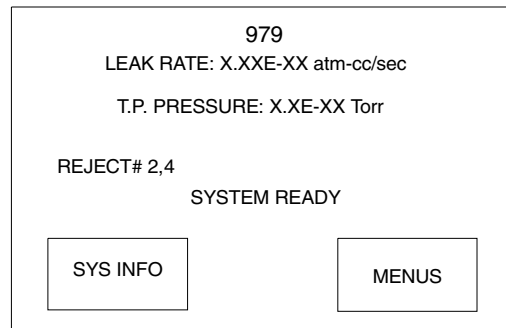 979
LEAK RATE: X.XXE-XX atm-cc/sec
T.P. PRESSURE: X.XE-XX Torr
REJECT# 2,4
SYSTEM READY
SYS INFO
MENUS